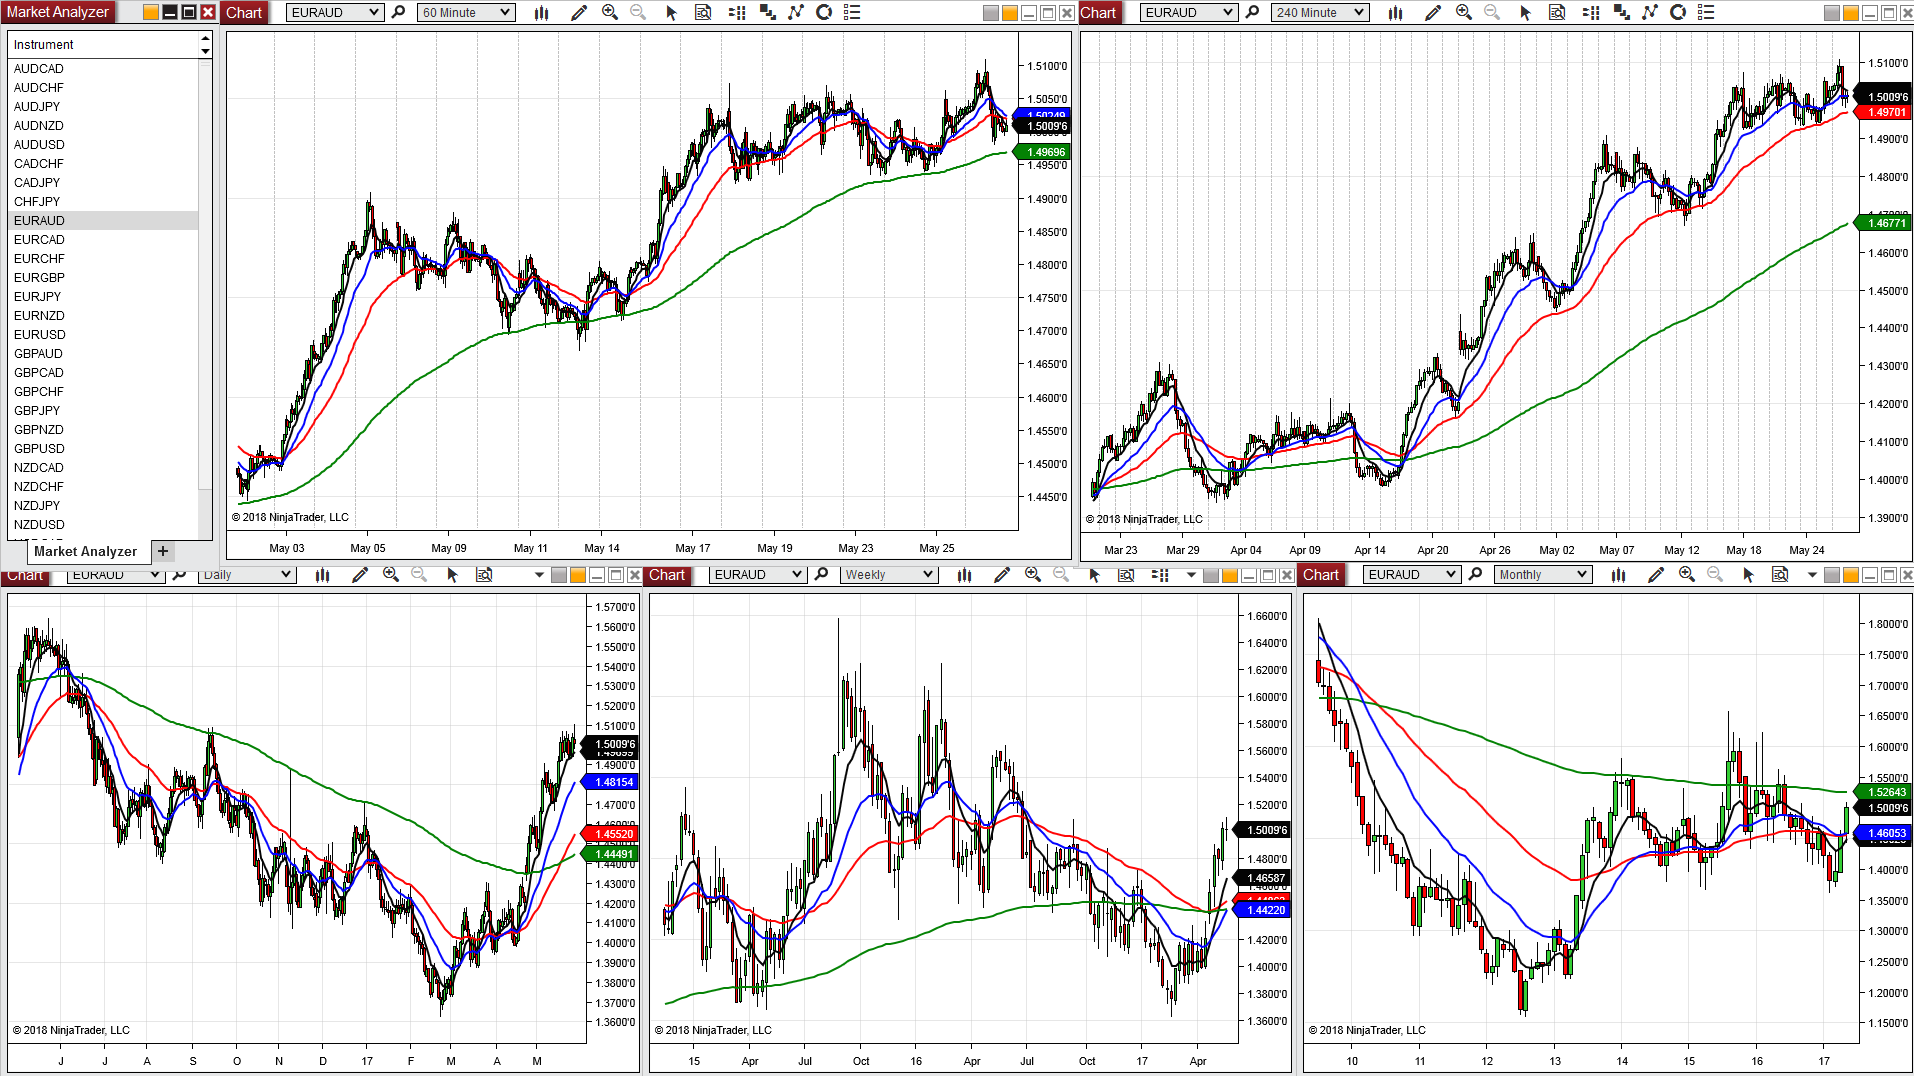 Market Analyzer
Instrument
AUDCAD
AUDCHF
AUDJPY
AUDNZD
AUDUSD
CADCHF
CADJPY
CHFJPY
EURAUD
EURCAD
EURCHF
EURGBP
EURJPY
EURNZD
EURUSD
GBPAUD
GBPCAD
GBPCHF
GBPJPY
GBPNZD
GBPUSD
NZDCAD
NZDCHF
NZDJPY
NZDUSD
Market Analyzer +
Chart EURAUD 60 Minute
1.5100'0
1.5050'0
1.50249
1.5009'6
1.49696
1.4950'0
1.4900'0
1.4850'0
1.4800'0
1.4750'0
1.4700'0
1.4650'0
1.4600'0
1.4550'0
1.4500'0
1.4450'0
© 2018 NinjaTrader, LLC
May 03 May 05 May 09 May 11 May 14 May 17 May 19 May 23 May 25
Chart EURAUD 240 Minute
1.5100'0
1.5009'6
1.49701
1.4900'0
1.4800'0
1.46771
1.4600'0
1.4500'0
1.4400'0
1.4300'0
1.4200'0
1.4100'0
1.4000'0
1.3900'0
© 2018 NinjaTrader, LLC
Mar 23 Mar 29 Apr 04 Apr 09 Apr 14 Apr 20 Apr 26 May 02 May 07 May 12 May 18 May 24
Chart EURAUD Daily
1.5700'0
1.5600'0
1.5500'0
1.5400'0
1.5300'0
1.5200'0
1.5100'0
1.5009'6
1.4900'0
1.48154
1.4700'0
1.45520
1.44491
1.4300'0
1.4200'0
1.4100'0
1.4000'0
1.3900'0
1.3800'0
1.3700'0
1.3600'0
© 2018 NinjaTrader, LLC
J J A S O N D 17 F M A M
Chart EURAUD Weekly
1.6600'0
1.6400'0
1.6200'0
1.6000'0
1.5800'0
1.5600'0
1.5400'0
1.5200'0
1.5009'6
1.4800'0
1.46587
1.44220
1.4200'0
1.4000'0
1.3800'0
1.3600'0
© 2018 NinjaTrader, LLC
15 Apr Jul Oct 16 Apr Jul Oct 17 Apr
Chart EURAUD Monthly
1.8000'0
1.7500'0
1.7000'0
1.6500'0
1.6000'0
1.5500'0
1.52643
1.5009'6
1.46053
1.4000'0
1.3500'0
1.3000'0
1.2500'0
1.2000'0
1.1500'0
© 2018 NinjaTrader, LLC
10 11 12 13 14 15 16 17